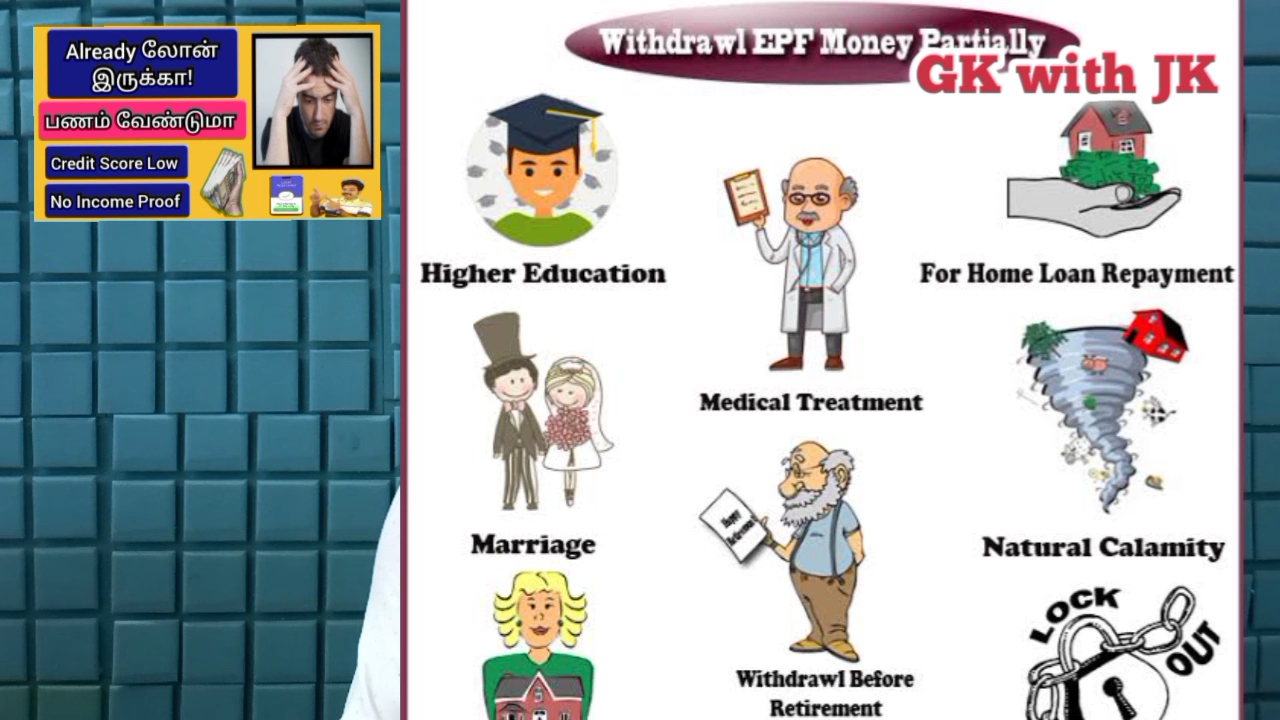 Already லோன்
இருக்கா!
பணம் வேண்டுமா
Credit Score Low
No Income Proof
Withdrawl EPF Money Partially
GK with JK
Higher Education
For Home Loan Repayment
Medical Treatment
Marriage
Natural Calamity
Withdrawl Before
Retirement
LOCK
OUT